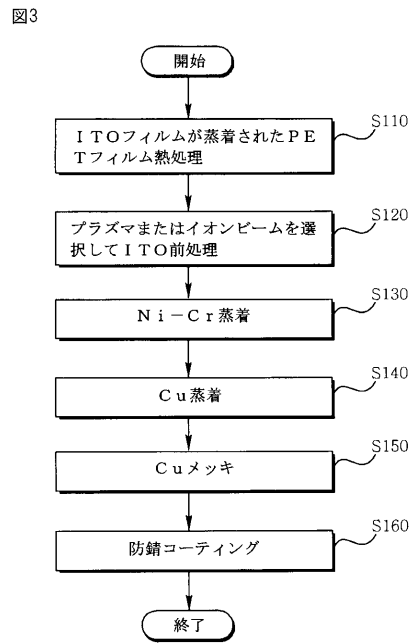 図3
開始
ITOフィルムが蒸着されたPE
Tフィルム熱処理
S110
プラズマまたはイオンビームを選
択してITO前処理
S120
Ni−Cr蒸着
S130
Cu蒸着
S140
Cuメッキ
S150
防錆コーティング
S160
終了